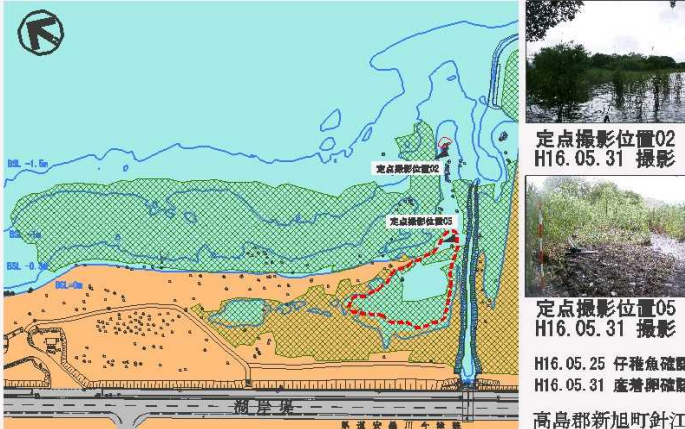 BSL -1.5m
定点撮影位置02
定点撮影位置05
BSL -1m
BSL -0.3m
BSL-0m
湖岸堤
定点撮影位置02
H16.05.31 撮影
定点撮影位置05
H16.05.31 撮影
H16.05.25 仔稚魚確認
H16.05.31 産着卵確認
高島郡新旭町針江